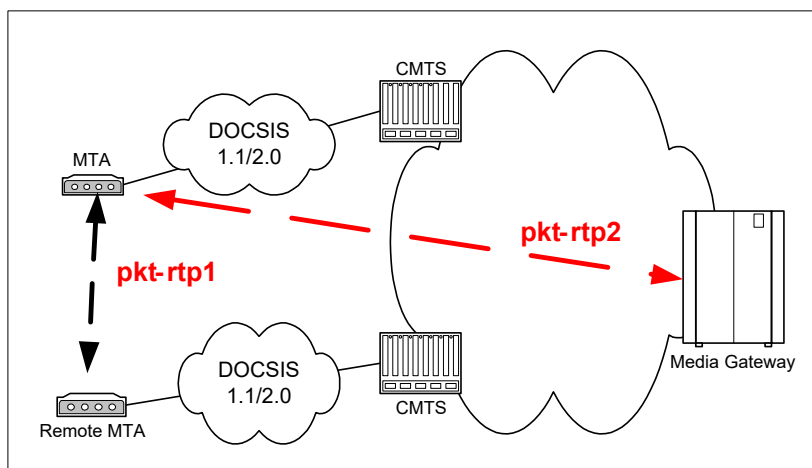 CMTS
DOCSIS
1.1/2.0
MTA
pkt-rtp2
pkt-rtp1
DOCSIS
1.1/2.0
Media Gateway
CMTS
Remote MTA